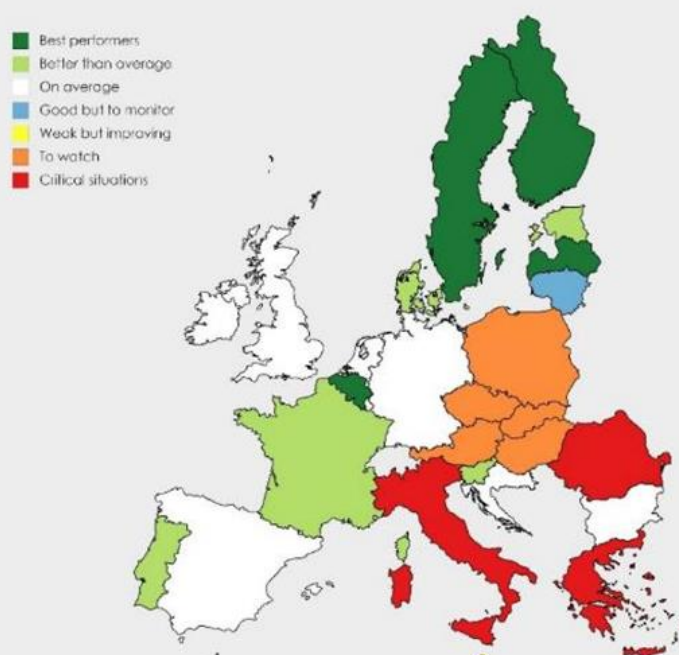 Best performers
Better than average
On average
Good but to monitor
Weak but improving
To watch
Critical situations